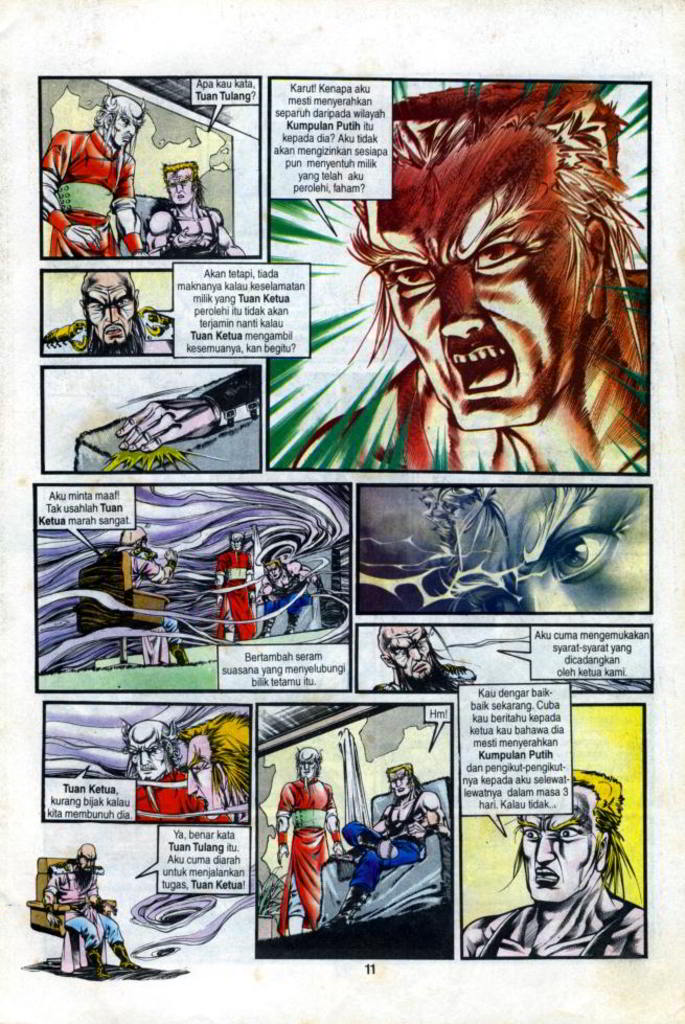 Apa kau kata,
Tuan Tulang?
Karut! Kenapa aku
mesti menyerahkan
separuh daripada wilayah
Kumpulan Putih itu
kepada dia? Aku tidak
akan mengizinkan sesiapa
pun menyentuh milik
yang telah aku
perolehi, faham?
Akan tetapi, tiada
maknanya kalau keselamatan
milik yang Tuan Ketua
perolehi itu tidak akan
terjamin nanti kalau
Tuan Ketua mengambil
kesemuanya, kan begitu?
Aku minta maaf!
Tak usahlah Tuan
Ketua marah sangat.
Bertambah seram
suasana yang menyelubungi
bilik tetamu itu.
Aku cuma mengemukakan
syarat-syarat yang
dicadangkan
oleh ketua kami.
Tuan Ketua,
kurang bijak kalau
kita membunuh dia.
Ya, benar kata
Tuan Tulang itu.
Aku cuma diarah
untuk menjalankan
tugas, Tuan Ketua!
Hm!
Kau dengar baik-
baik sekarang. Cuba
kau beritahu kepada
ketua kau bahawa dia
mesti menyerahkan
Kumpulan Putih
dan pengikut-pengikut-
nya kepada aku selewat-
lewatnya dalam masa 3
hari. Kalau tidak...
11